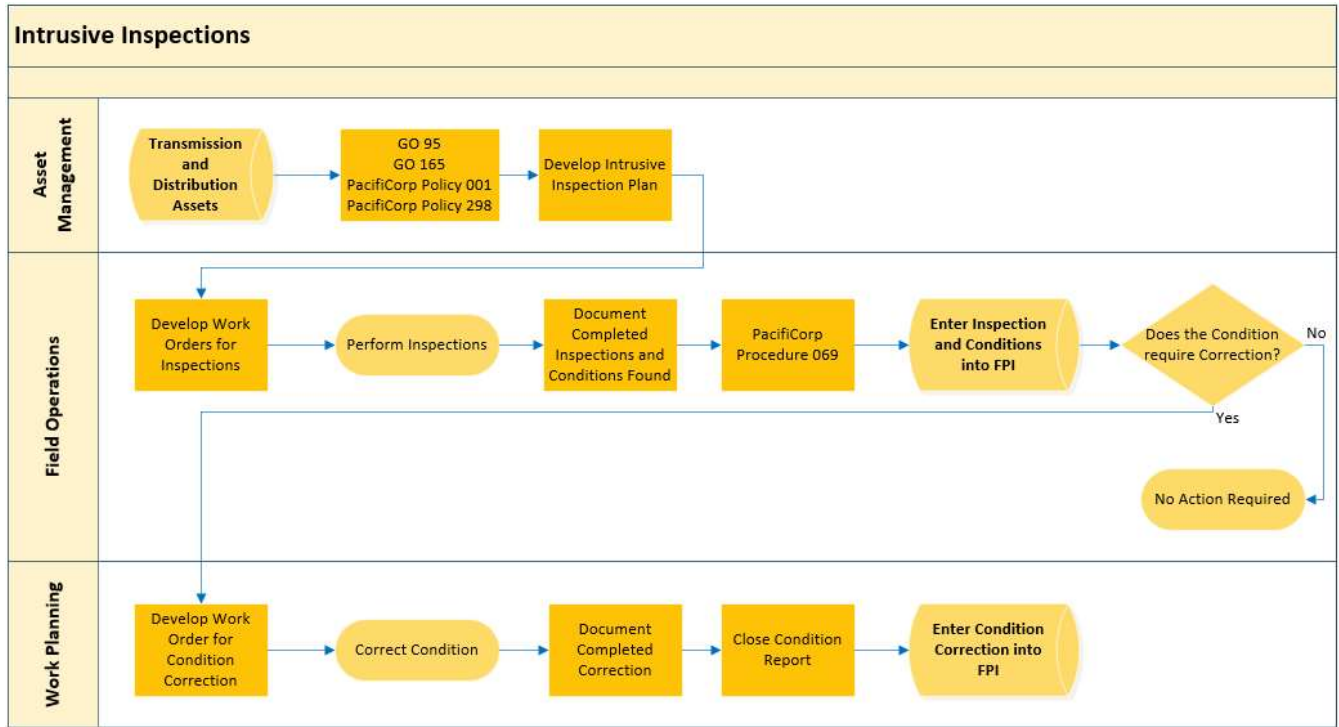 Intrusive Inspections
Asset
Management
Transmission
and
Distribution
Assets
GO 95
GO 165
PacifiCorp Policy 001
PacifiCorp Policy 298
Develop Intrusive
Inspection Plan
Field Operations
Develop Work
Orders for
Inspections
Perform Inspections
Document
Completed
Inspections and
Conditions Found
PacifiCorp
Procedure 069
Enter Inspection
and Conditions
into FPI
Does the Condition
require Correction?
No
Yes
No Action Required
Work Planning
Develop Work
Order for
Condition
Correction
Correct Condition
Document
Completed
Correction
Close Condition
Report
Enter Condition
Correction into
FPI